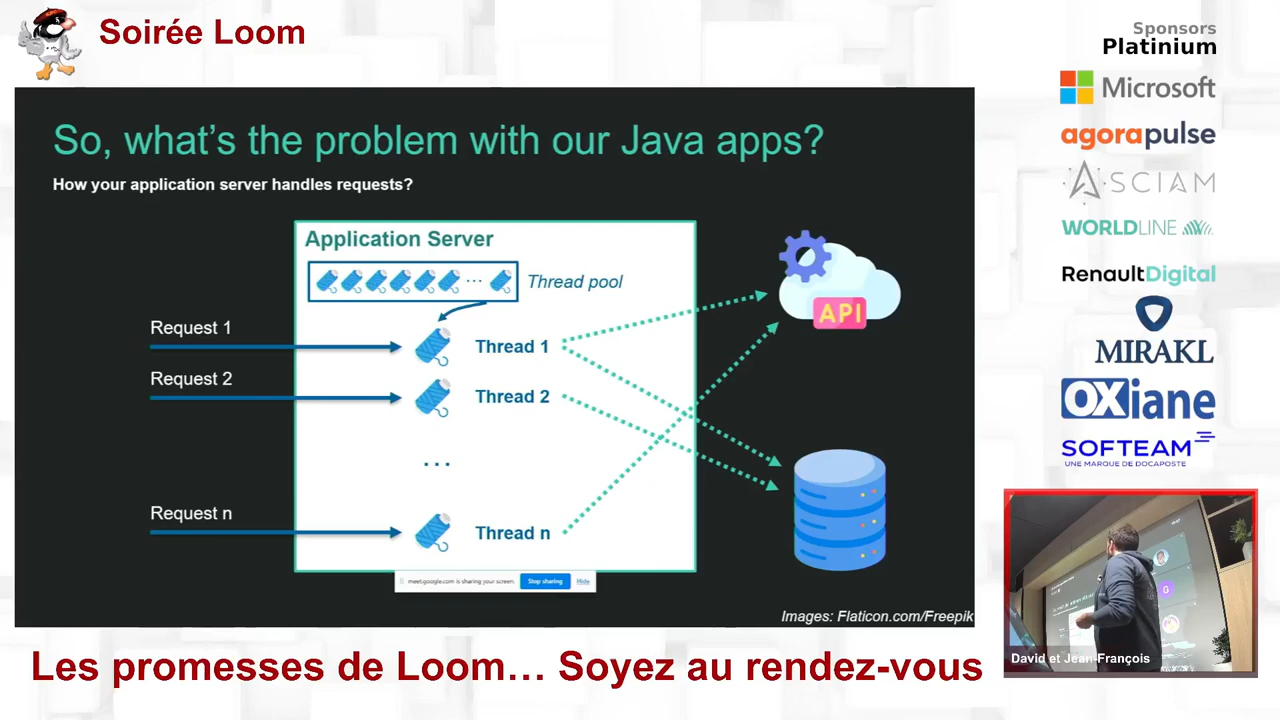 Soirée Loom
Sponsors
Platinium
Microsoft
agorapulse
ASCIAM
WORLDLINE
RenaultDigital
MIRAKL
OXiane
SOFTEAM
UNE MARQUE DE DOCAPOSTE
So, what's the problem with our Java apps?
How your application server handles requests?
Application Server
... Thread pool
API
Request 1
Thread 1
Request 2
Thread 2
...
Request n
Thread n
meet.google.com is sharing your screen.
Stop sharing
Hide
Images: Flaticon.com/Freepik
David et Jean-François
Les promesses de Loom... Soyez au rendez-vous